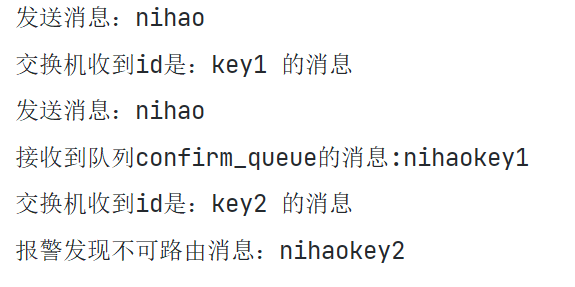 发送消息：nihao
交换机收到id是：key1 的消息
发送消息：nihao
接收到队列confirm_queue的消息:nihaokey1
交换机收到id是：key2 的消息
报警发现不可路由消息：nihaokey2